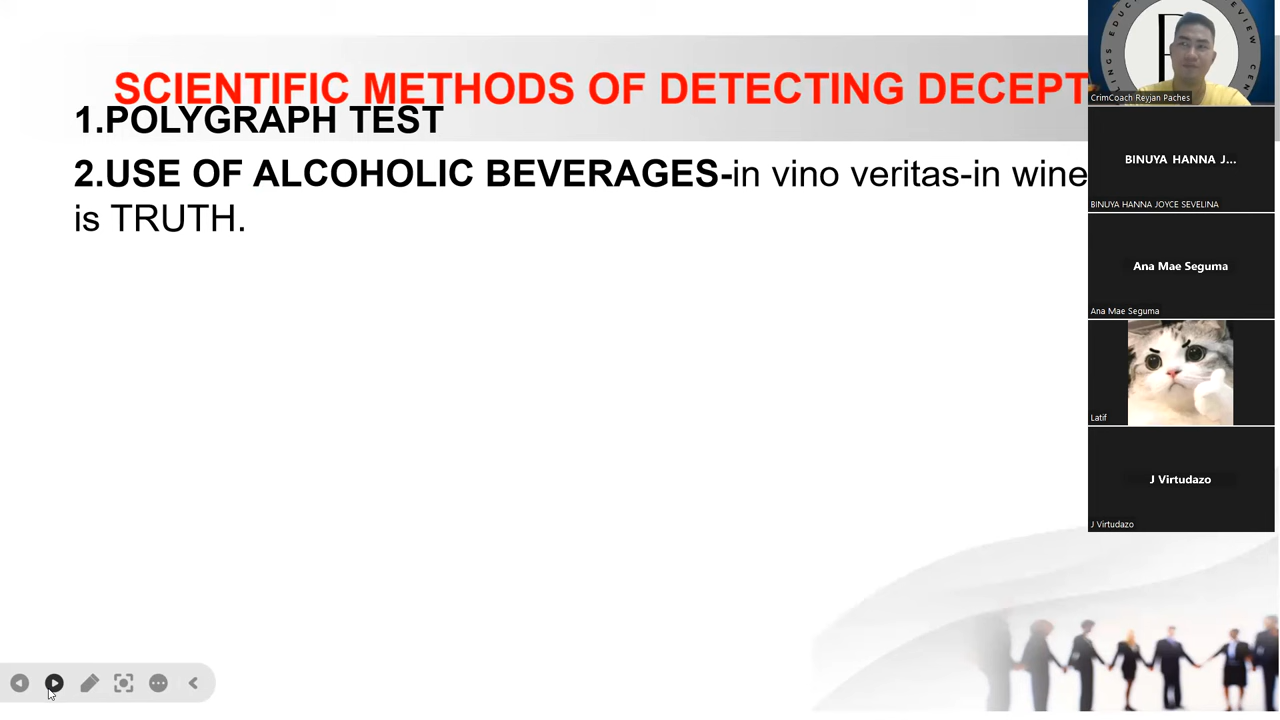 SCIENTIFIC METHODS OF DETECTING DECEPT
1.POLYGRAPH TEST
2.USE OF ALCOHOLIC BEVERAGES-in vino veritas-in wine
is TRUTH.
CrimCoach Reyjan Paches
BINUYA HANNA J...
BINUYA HANNA JOYCE SEVELINA
Ana Mae Seguma
Ana Mae Seguma
Latif
J Virtudazo
J Virtudazo